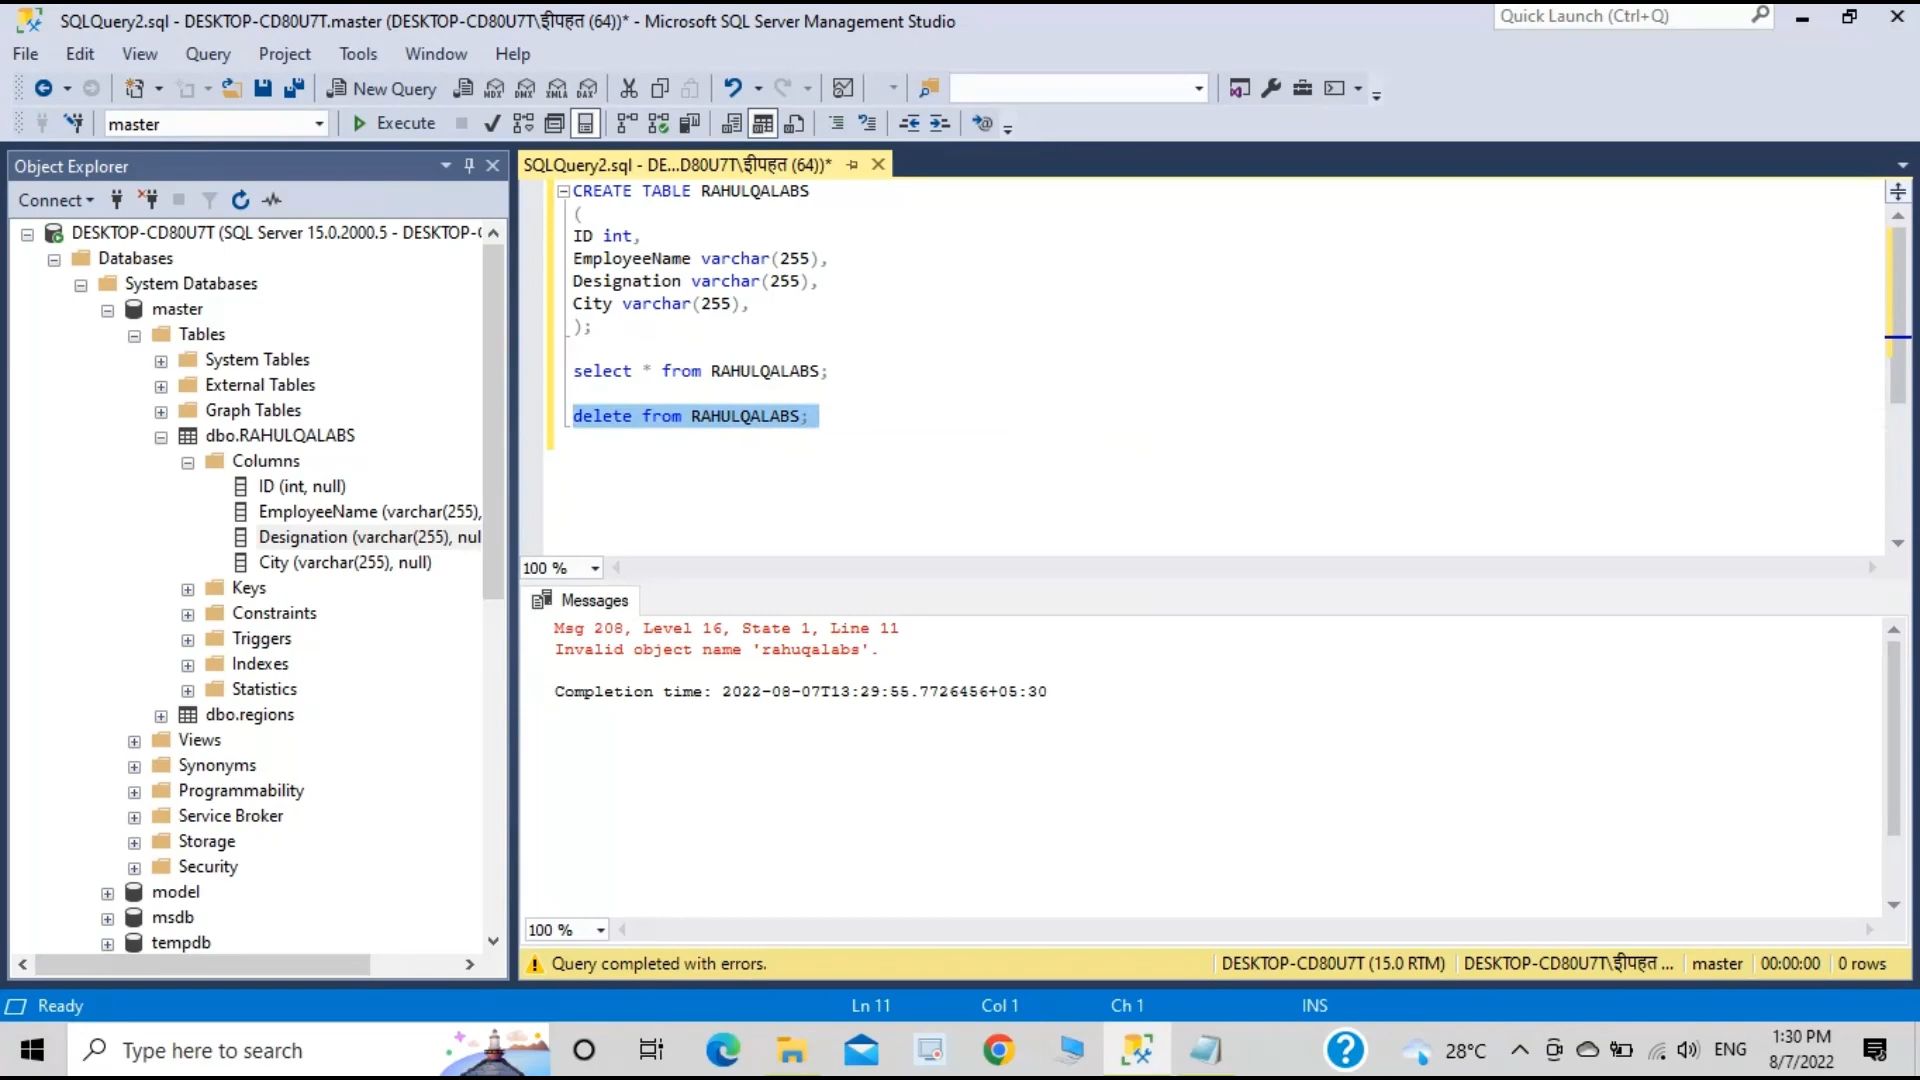 SQLQuery2.sql - DESKTOP-CD80U7T.master (DESKTOP-CD80U7T\ईीपहत (64))* - Microsoft SQL Server Management Studio
Quick Launch (Ctrl+Q)
File Edit View Query Project Tools Window Help
New Query MDX DMX XMLA DAX
master Execute
Object Explorer
Connect
DESKTOP-CD80U7T (SQL Server 15.0.2000.5 - DESKTOP-
Databases
System Databases
master
Tables
System Tables
External Tables
Graph Tables
dbo.RAHULQALABS
Columns
ID (int, null)
EmployeeName (varchar(255),
Designation (varchar(255), nul
City (varchar(255), null)
Keys
Constraints
Triggers
Indexes
Statistics
dbo.regions
Views
Synonyms
Programmability
Service Broker
Storage
Security
model
msdb
tempdb
SQLQuery2.sql - DE...D80U7T\ईीपहत (64))*
CREATE TABLE RAHULQALABS
(
ID int,
EmployeeName varchar(255),
Designation varchar(255),
City varchar(255),
);
select * from RAHULQALABS;
delete from RAHULQALABS;
100 %
Messages
Msg 208, Level 16, State 1, Line 11
Invalid object name 'rahuqalabs'.
Completion time: 2022-08-07T13:29:55.7726456+05:30
100 %
Query completed with errors. DESKTOP-CD80U7T (15.0 RTM) DESKTOP-CD80U7T\ईीपहत ... master 00:00:00 0 rows
Ready Ln 11 Col 1 Ch 1 INS
Type here to search 28°C ENG 1:30 PM
8/7/2022